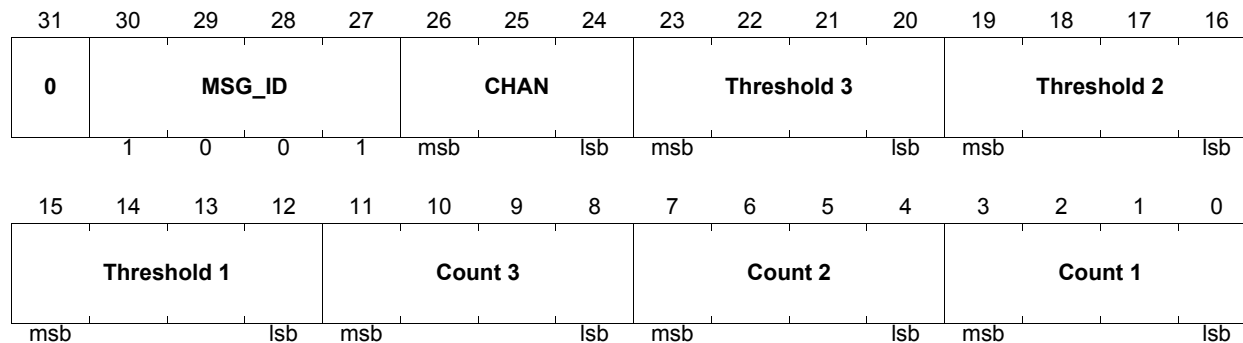 31 30 29 28 27 26 25 24 23 22 21 20 19 18 17 16
0 MSG_ID CHAN Threshold 3 Threshold 2
1 0 0 1 msb lsb msb lsb msb lsb
15 14 13 12 11 10 9 8 7 6 5 4 3 2 1 0
Threshold 1 Count 3 Count 2 Count 1
msb lsb msb lsb msb lsb msb lsb